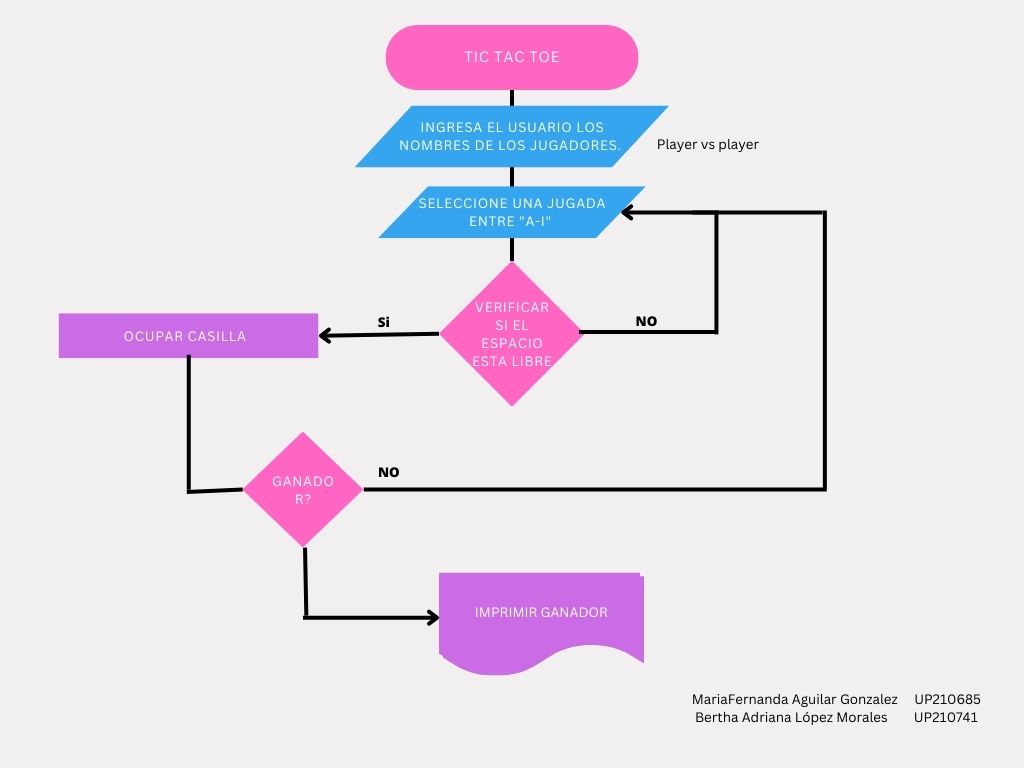 TIC TAC TOE
INGRESA EL USUARIO LOS
NOMBRES DE LOS JUGADORES.
Player vs player
SELECCIONE UNA JUGADA
ENTRE "A-I"
VERIFICAR
SI EL
ESPACIO
ESTA LIBRE
Si
NO
OCUPAR CASILLA
GANADO
R?
NO
IMPRIMIR GANADOR
MariaFernanda Aguilar Gonzalez UP210685
Bertha Adriana López Morales UP210741